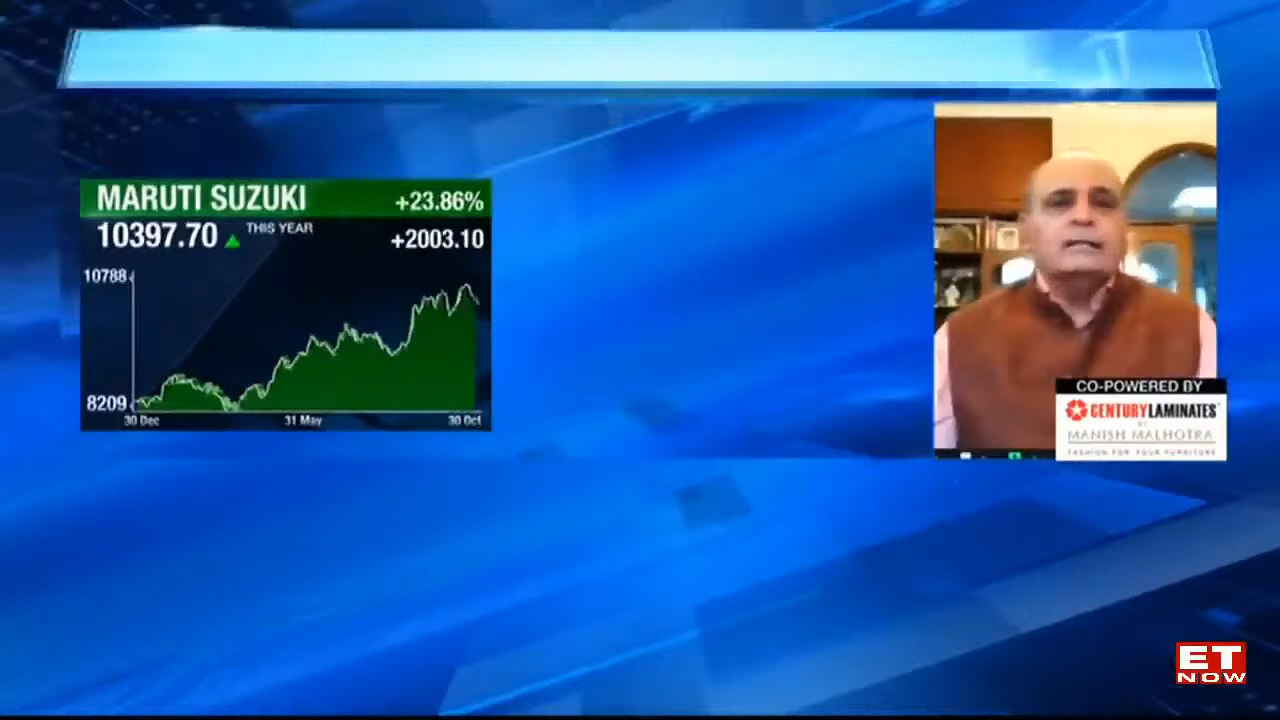 MARUTI SUZUKI +23.86%
10397.70 THIS YEAR +2003.10
10788
8209
30 Dec 31 May 30 Oct
CO-POWERED BY
CENTURYLAMINATES
BY
MANISH MALHOTRA
FASHION FOR YOUR FURNITURE
ET
NOW